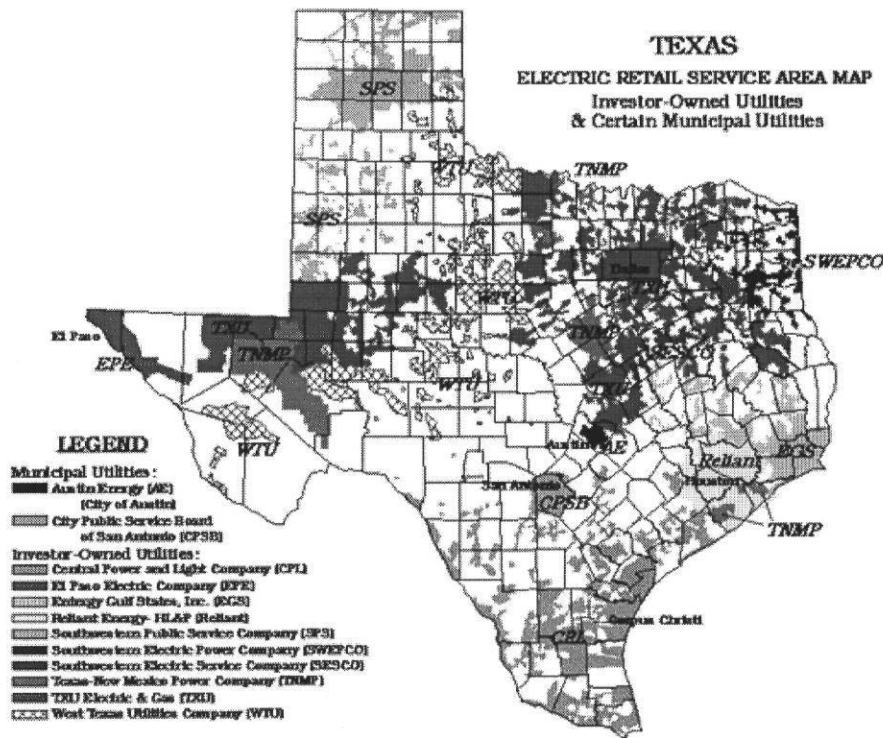 TEXAS
ELECTRIC RETAIL SERVICE AREA MAP
Investor-Owned Utilities
& Certain Municipal Utilities
SPS
WTU
TNMP
SPS
Dallas
TXU
SWEPCO
WTU
El Paso
TXU
TNMP
SESCO
EPE
TNMP
WTU
TXU
WTU
Austin
AE
Reliant
EGS
San Antonio
Houston
CPSB
TNMP
Corpus Christi
CPL
LEGEND
Municipal Utilities:
Austin Energy (AE)
(City of Austin)
City Public Service Board
of San Antonio (CPSB)
Investor-Owned Utilities:
Central Power and Light Company (CPL)
El Paso Electric Company (EPE)
Entergy Gulf States, Inc. (EGS)
Reliant Energy- HL&P (Reliant)
Southwestern Public Service Company (SPS)
Southwestern Electric Power Company (SWEPCO)
Southwestern Electric Service Company (SESCO)
Texas-New Mexico Power Company (TNMP)
TXU Electric & Gas (TXU)
West Texas Utilities Company (WTU)